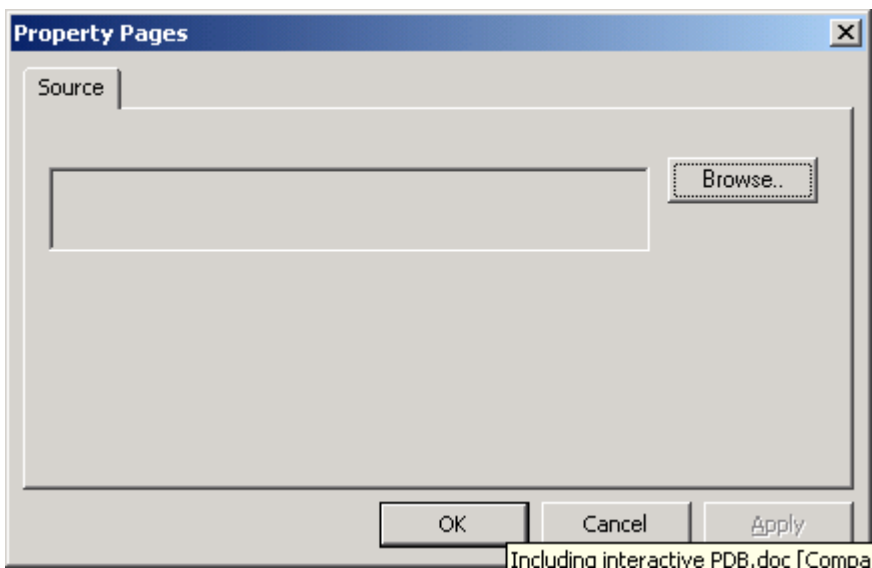 Property Pages
Source
Browse..
OK Cancel Apply
Including interactive PDB.doc [Compa